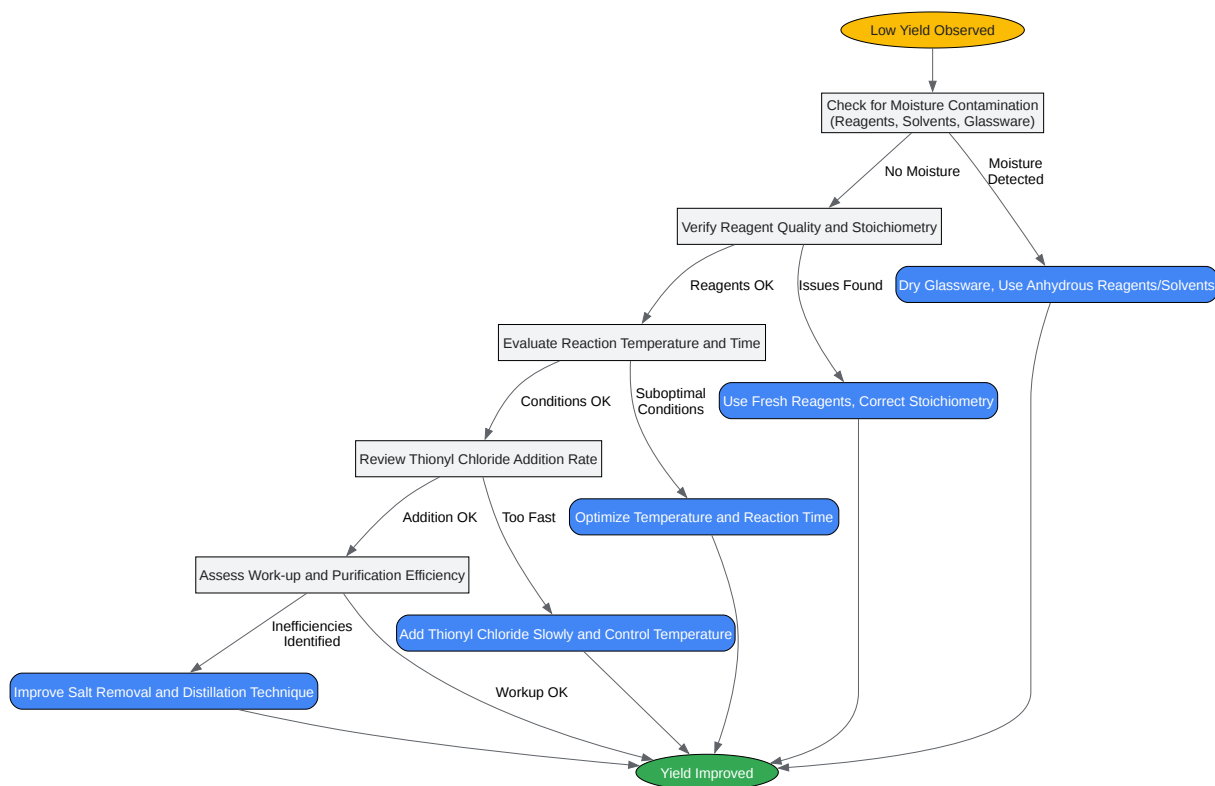 Low Yield Observed
Check for Moisture Contamination
(Reagents, Solvents, Glassware)
No Moisture
Moisture
Detected
Verify Reagent Quality and Stoichiometry
Reagents OK
Issues Found
Dry Glassware, Use Anhydrous Reagents/Solvents
Evaluate Reaction Temperature and Time
Conditions OK
Suboptimal
Conditions
Use Fresh Reagents, Correct Stoichiometry
Review Thionyl Chloride Addition Rate
Addition OK
Too Fast
Optimize Temperature and Reaction Time
Assess Work-up and Purification Efficiency
Inefficiencies
Identified
Add Thionyl Chloride Slowly and Control Temperature
Improve Salt Removal and Distillation Technique
Workup OK
Yield Improved